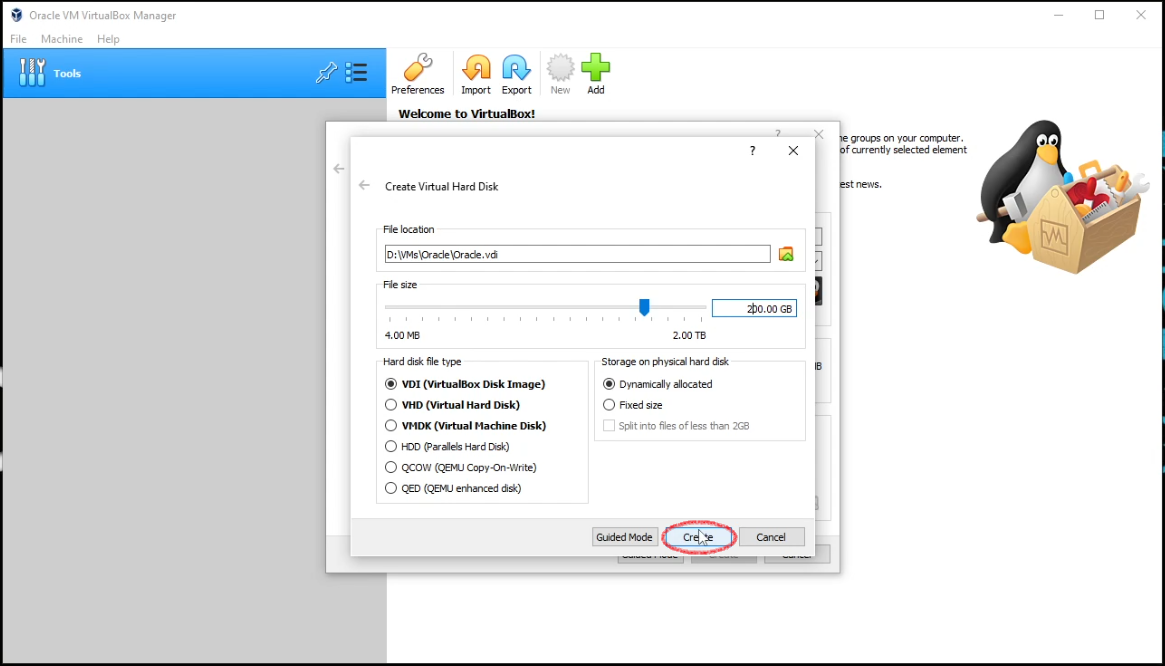 Oracle VM VirtualBox Manager
File Machine Help
Tools
Preferences Import Export New Add
Welcome to VirtualBox!
?
he groups on your computer.
of currently selected element
est news.
?
Create Virtual Hard Disk
File location
D:\VMs\Oracle\Oracle.vdi
File size
200.00 GB
4.00 MB 2.00 TB
Hard disk file type
VDI (VirtualBox Disk Image)
VHD (Virtual Hard Disk)
VMDK (Virtual Machine Disk)
HDD (Parallels Hard Disk)
QCOW (QEMU Copy-On-Write)
QED (QEMU enhanced disk)
Storage on physical hard disk
Dynamically allocated
Fixed size
Split into files of less than 2GB
Guided Mode Create Cancel